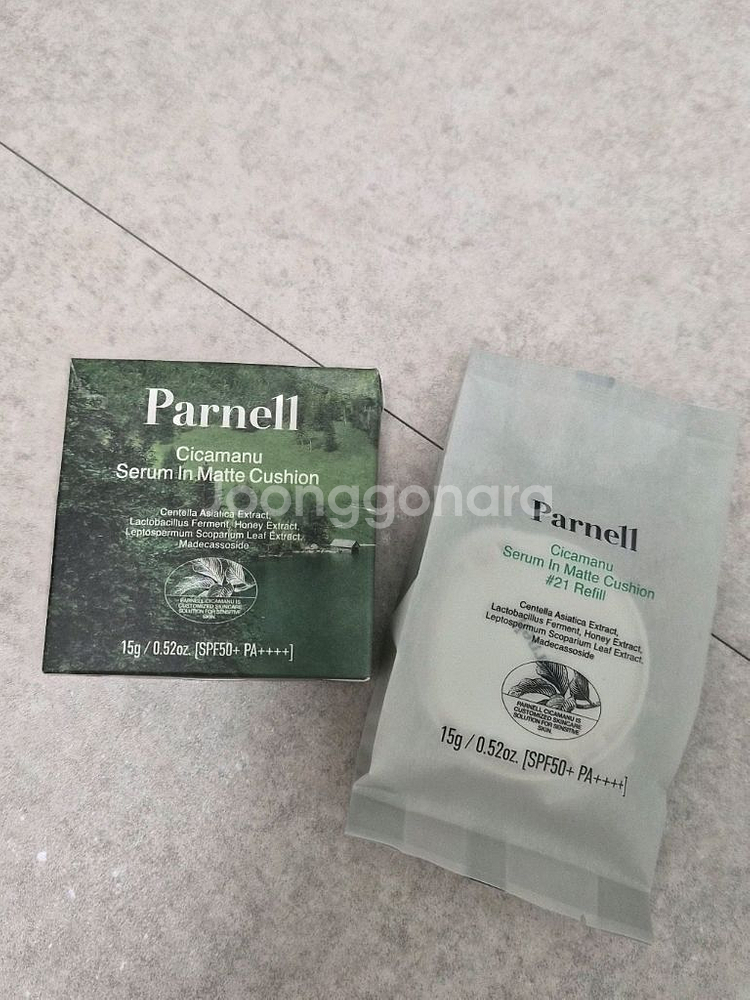 Parnell
Cicamanu
Serum In Matte Cushion
Centella Asiatica Extract,
Lactobacillus Ferment, Honey Extract,
Leptospermum Scoparium Leaf Extract,
Madecassoside
PARNELL CICAMANU IS
CUSTOMIZED SKINCARE
SOLUTION FOR SENSITIVE
SKIN.
15g / 0.52oz. [SPF50+ PA++++]
Joonggonara
Parnell
Cicamanu
Serum In Matte Cushion
#21 Refill
Centella Asiatica Extract,
Lactobacillus Ferment, Honey Extract,
Leptospermum Scoparium Leaf Extract,
Madecassoside
PARNELL CICAMANU IS
CUSTOMIZED SKINCARE
SOLUTION FOR SENSITIVE
SKIN.
15g / 0.52oz. [SPF50+ PA++++]